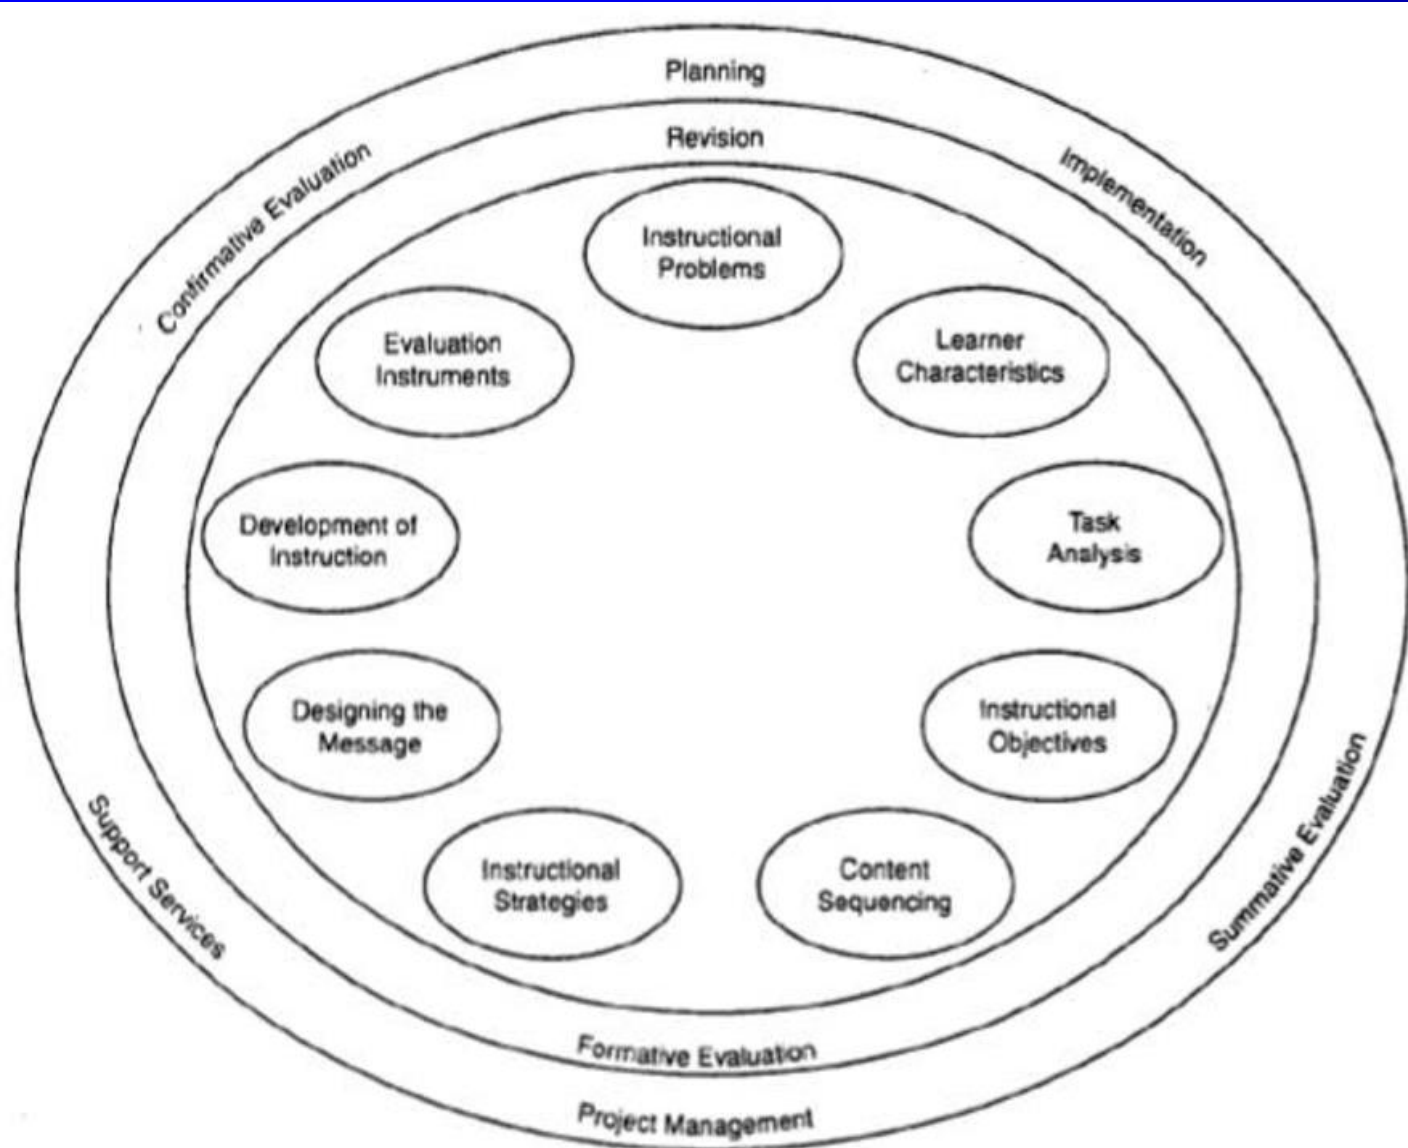 Planning
Revision
Confirmative Evaluation
Implementation
Instructional
Problems
Evaluation
Instruments
Learner
Characteristics
Development of
Instruction
Task
Analysis
Designing the
Message
Instructional
Objectives
Support Services
Summative Evaluation
Instructional
Strategies
Content
Sequencing
Formative Evaluation
Project Management